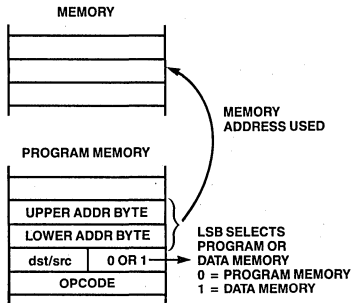 MEMORY
MEMORY
ADDRESS USED
PROGRAM MEMORY
UPPER ADDR BYTE
LOWER ADDR BYTE
dst/src 0 OR 1
OPCODE
LSB SELECTS
PROGRAM OR
DATA MEMORY
0 = PROGRAM MEMORY
1 = DATA MEMORY